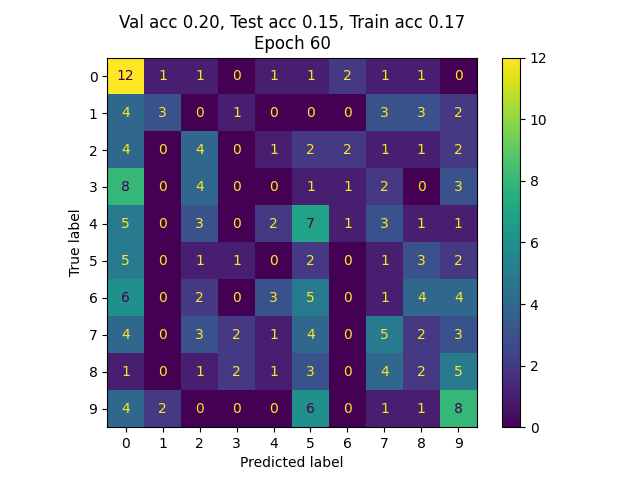 Val acc 0.20, Test acc 0.15, Train acc 0.17
Epoch 60
0 12 1 1 0 1 1 2 1 1 0
1 4 3 0 1 0 0 0 3 3 2
2 4 0 4 0 1 2 2 1 1 2
3 8 0 4 0 0 1 1 2 0 3
4 5 0 3 0 2 7 1 3 1 1
5 5 0 1 1 0 2 0 1 3 2
6 6 0 2 0 3 5 0 1 4 4
7 4 0 3 2 1 4 0 5 2 3
8 1 0 1 2 1 3 0 4 2 5
9 4 2 0 0 0 6 0 1 1 8
0 1 2 3 4 5 6 7 8 9
Predicted label
True label
12
10
8
6
4
2
0